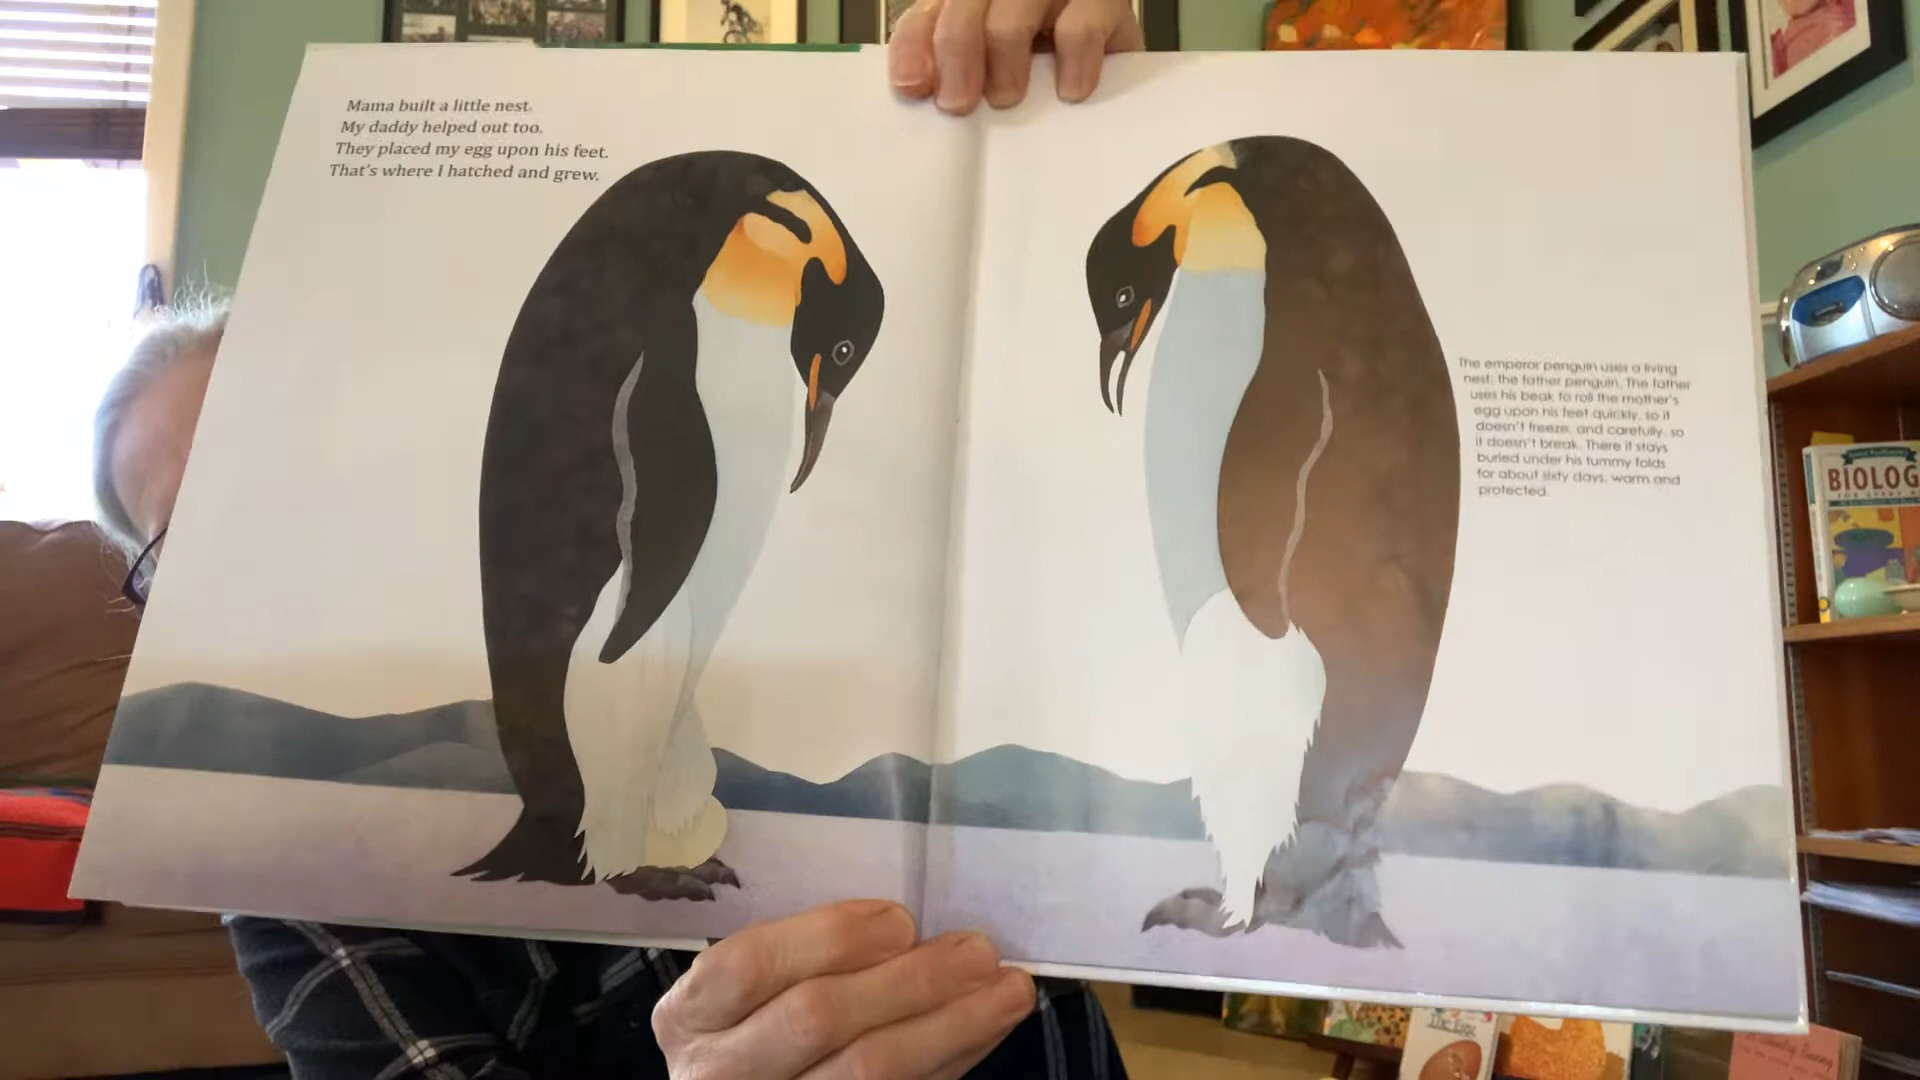 Mama built a little nest.
My daddy helped out too.
They placed my egg upon his feet.
That's where I hatched and grew.
The emperor penguin uses a living
nest: the father penguin. The father
uses his beak to roll the mother's
egg upon his feet quickly, so it
doesn't freeze, and carefully, so
it doesn't break. There it stays
buried under his tummy folds
for about sixty days, warm and
protected.
BIOLOG
The Egg